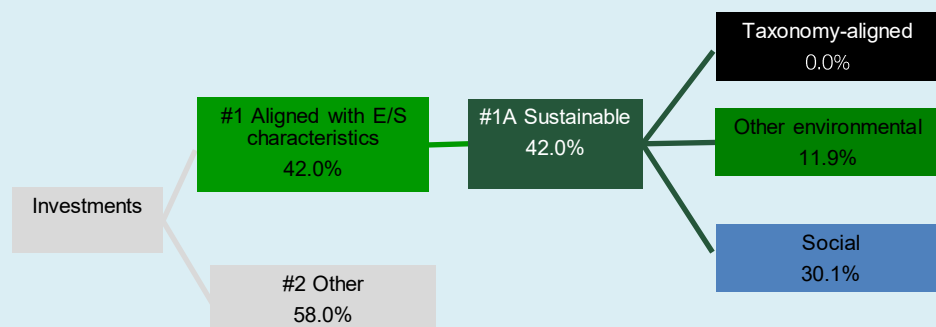 Investments
#1 Aligned with E/S
characteristics
42.0%
#2 Other
58.0%
#1A Sustainable
42.0%
Taxonomy-aligned
0.0%
Other environmental
11.9%
Social
30.1%